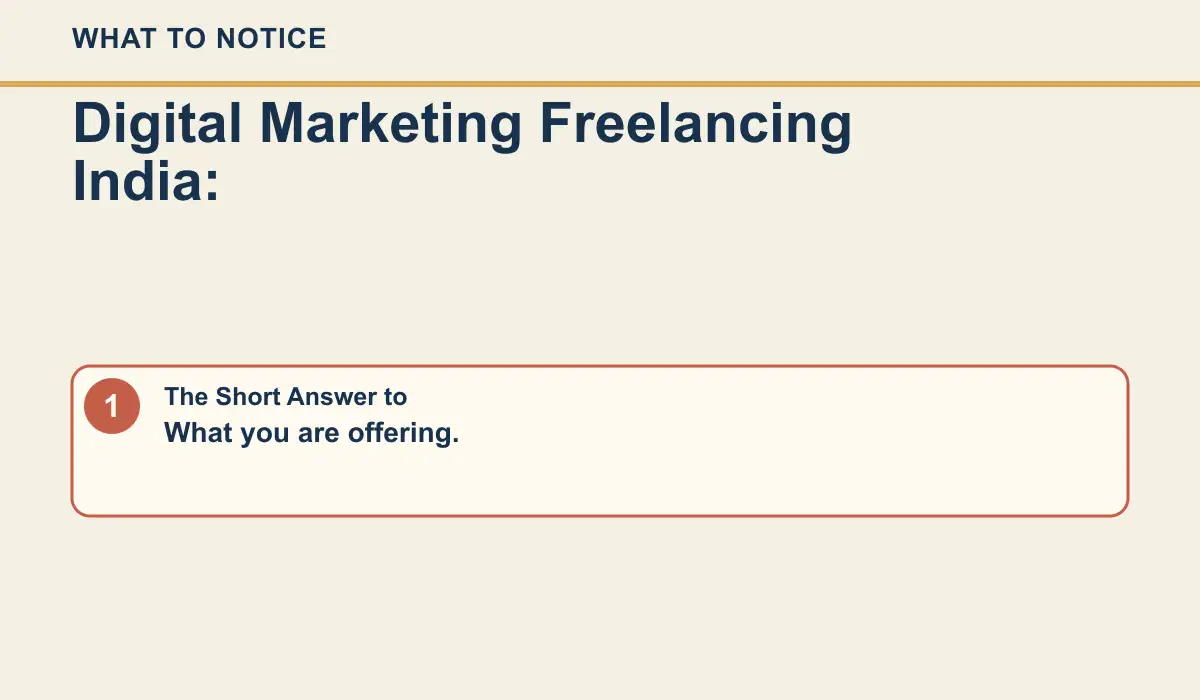 WHAT TO NOTICE
Digital Marketing Freelancing
India:
1
The Short Answer to
What you are offering.